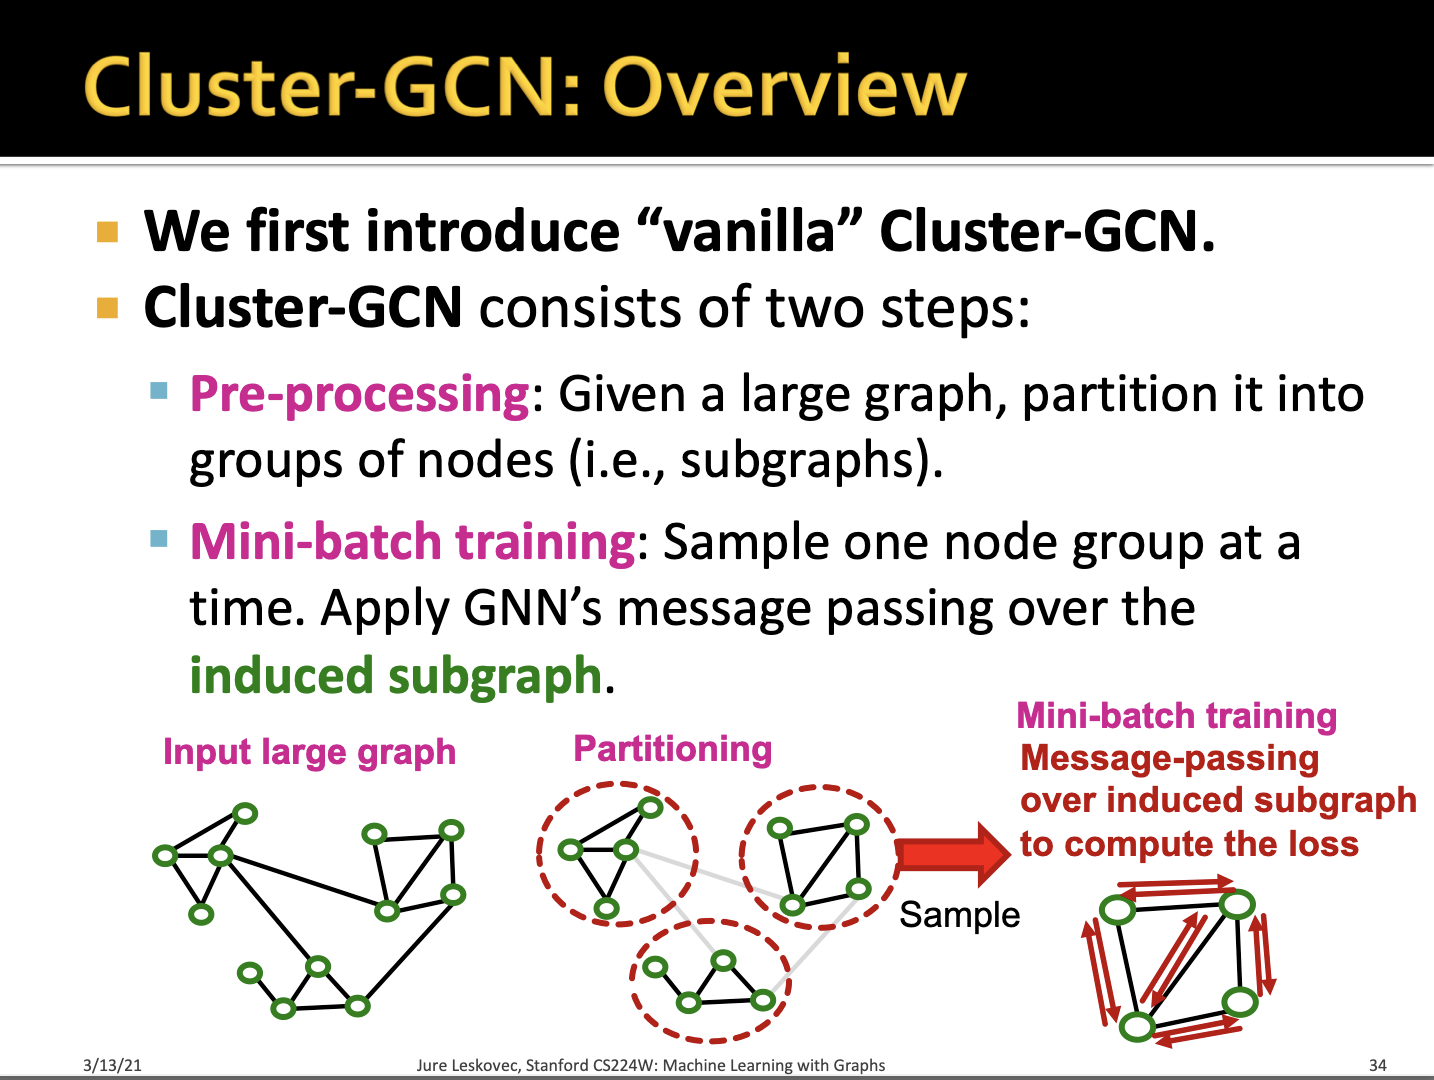 Cluster-GCN: Overview
We first introduce “vanilla” Cluster-GCN.
Cluster-GCN consists of two steps:
Pre-processing: Given a large graph, partition it into
groups of nodes (i.e., subgraphs).
Mini-batch training: Sample one node group at a
time. Apply GNN’s message passing over the
induced subgraph.
Input large graph
Partitioning
Sample
Mini-batch training
Message-passing
over induced subgraph
to compute the loss
3/13/21
Jure Leskovec, Stanford CS224W: Machine Learning with Graphs
34